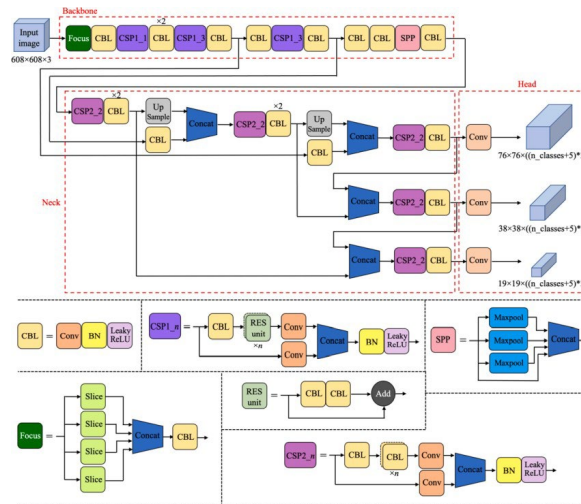 Backbone
×2
Input image
Focus CBL CSP1_1 CBL CSP1_3 CBL CSP1_3 CBL CBL CBL SPP CBL
608×608×3
Head
×2
×2
CSP2_2 CBL Up Sample Concat CSP2_2 CBL Up Sample Concat CSP2_2 CBL Conv
CBL CBL
76×76×((n_classes+5)*
Neck
Concat CSP2_2 CBL Conv
38×38×((n_classes+5)*
Concat CSP2_2 CBL Conv
19×19×((n_classes+5)*
CBL = Conv BN Leaky ReLU
CSP1_n = CBL RES unit ×n Conv Conv Concat BN Leaky ReLU
SPP = Maxpool Maxpool Maxpool Concat
Focus = Slice Slice Slice Slice Concat CBL
RES unit = CBL CBL Add
CSP2_n = CBL CBL ×n Conv Conv Concat BN Leaky ReLU